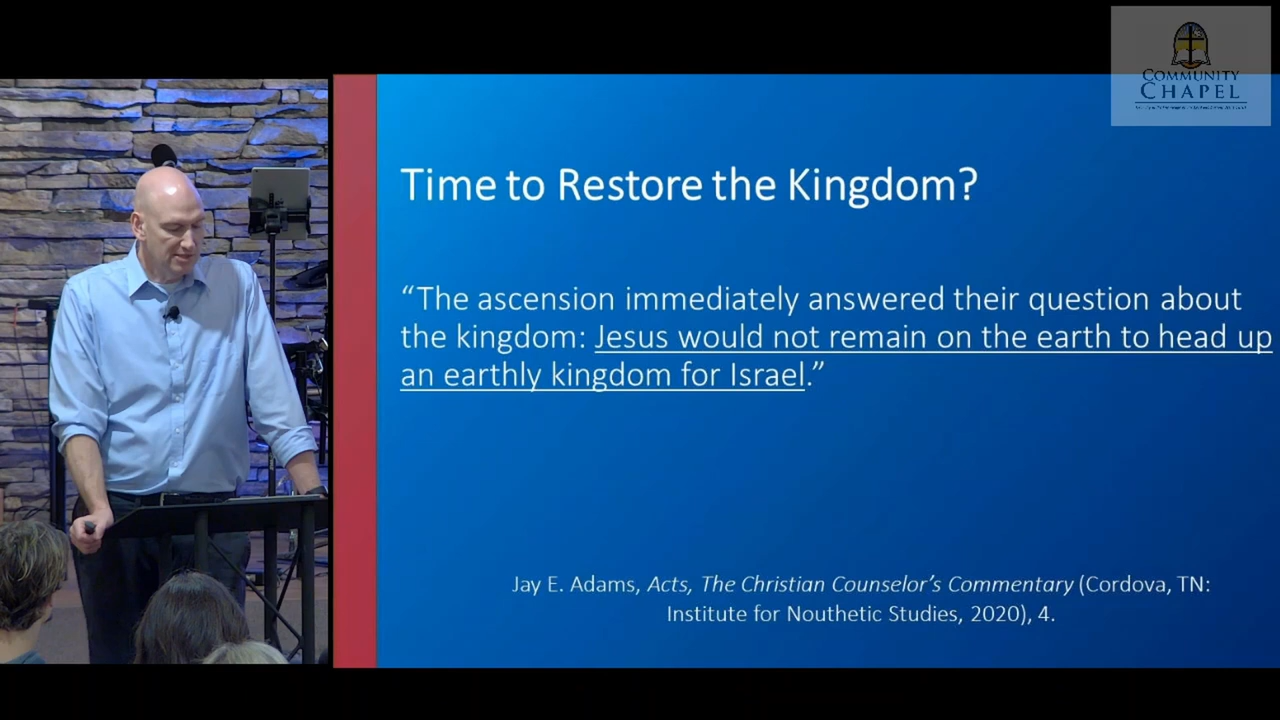 COMMUNITY
CHAPEL
Time to Restore the Kingdom?
“The ascension immediately answered their question about
the kingdom: Jesus would not remain on the earth to head up
an earthly kingdom for Israel.”
Jay E. Adams, Acts, The Christian Counselor’s Commentary (Cordova, TN:
Institute for Nouthetic Studies, 2020), 4.